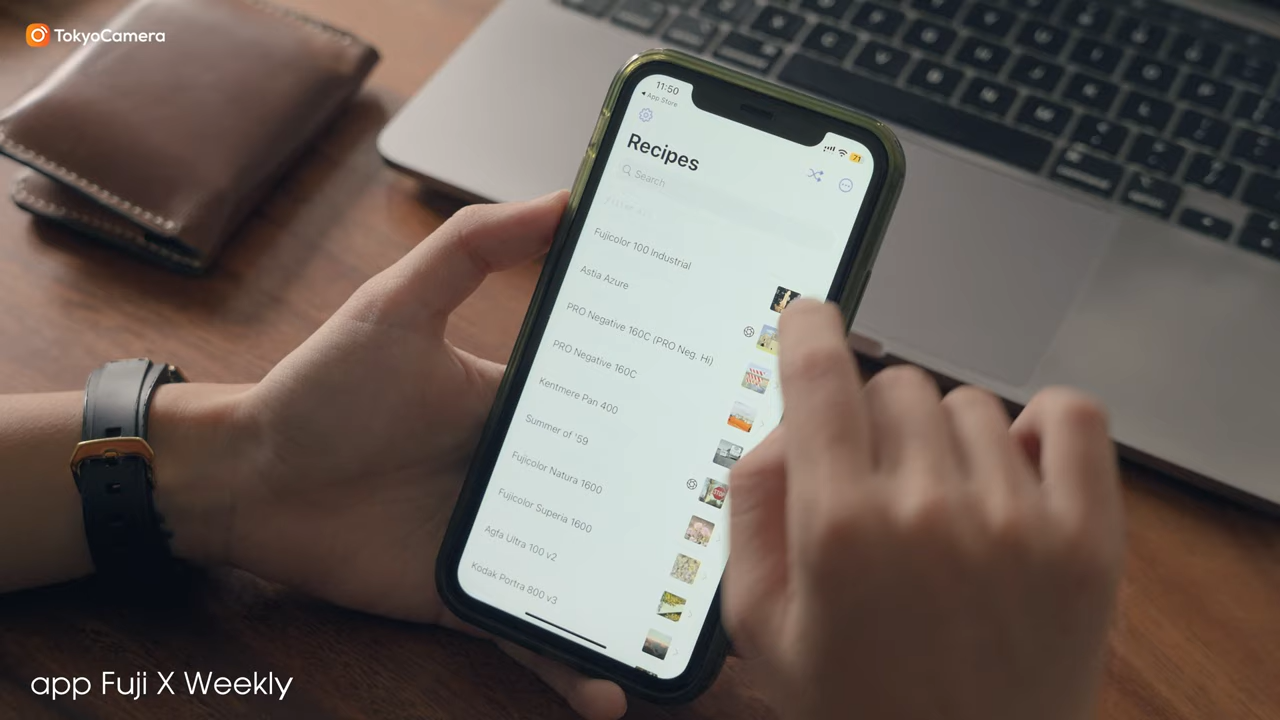 TokyoCamera
11:50
App Store
71
Recipes
Search
Fujicolor 100 Industrial
Astia Azure
PRO Negative 160C (PRO Neg. Hi)
PRO Negative 160C
Kentmere Pan 400
Summer of '59
Fujicolor Natura 1600
Fujicolor Superia 1600
Agfa Ultra 100 v2
Kodak Portra 800 v3
app Fuji X Weekly